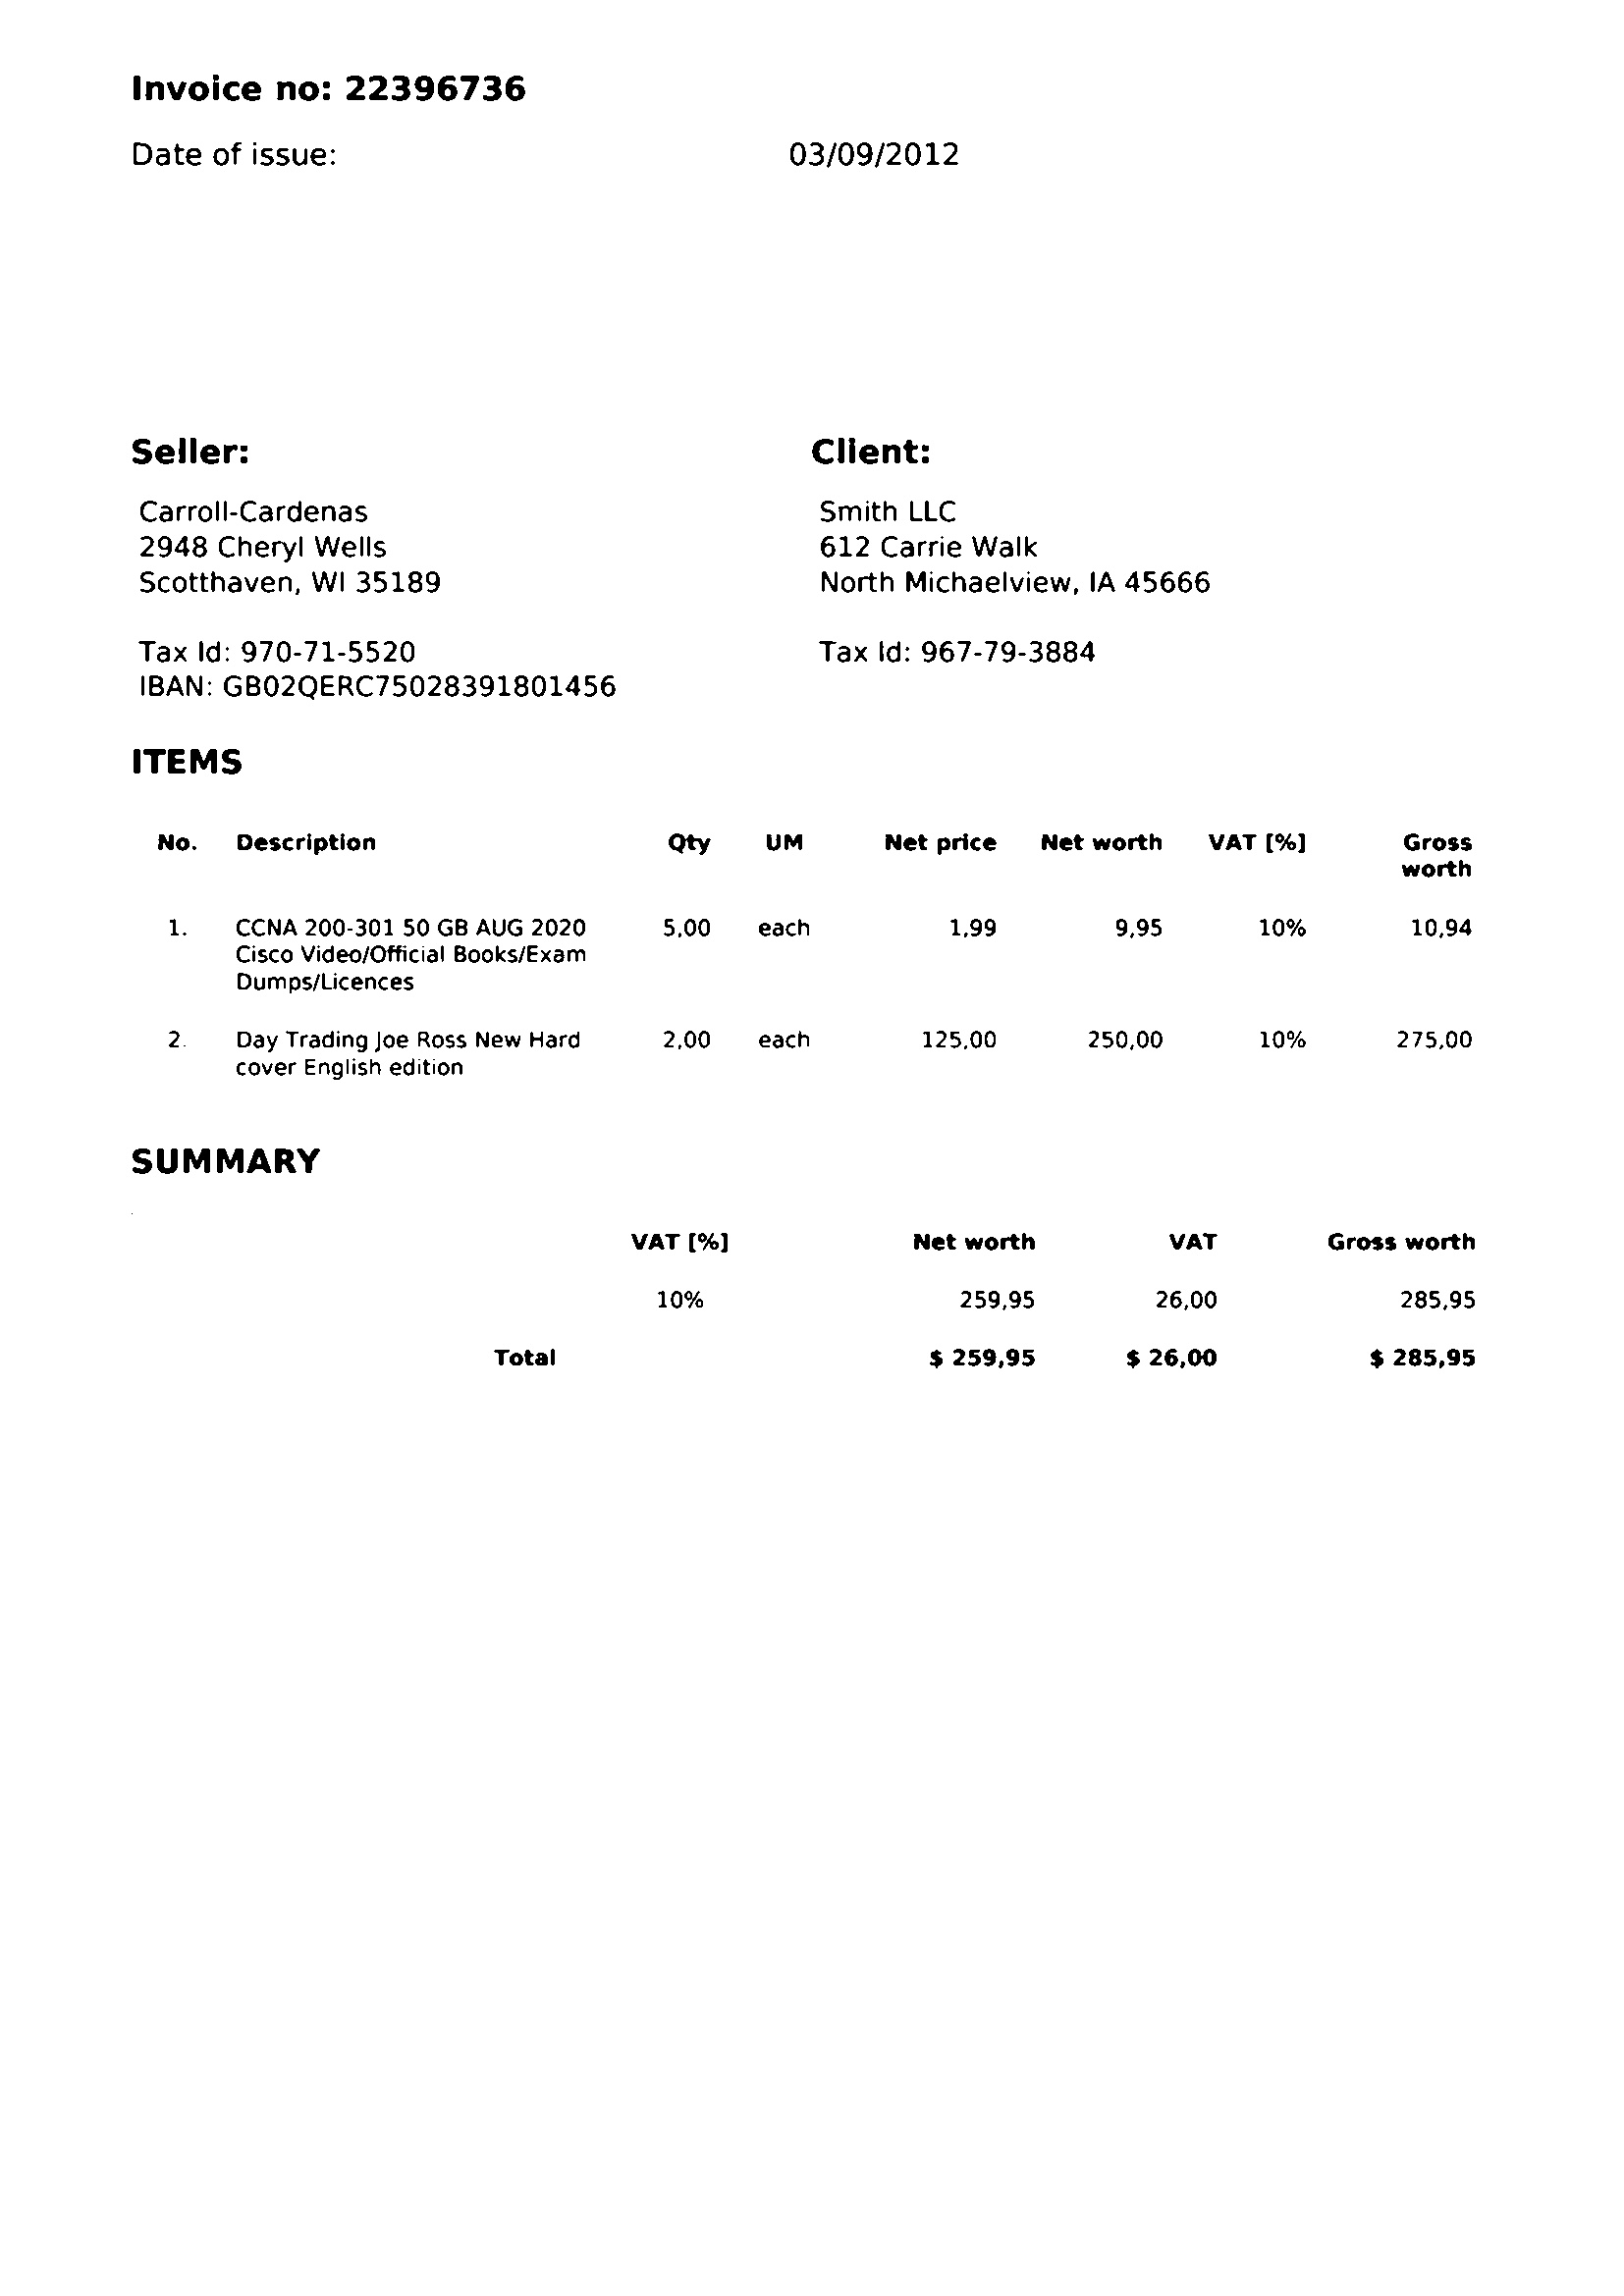 Invoice no: 22396736
Date of issue: 03/09/2012
Seller:
Carroll-Cardenas
2948 Cheryl Wells
Scotthaven, WI 35189
Tax Id: 970-71-5520
IBAN: GB02QERC75028391801456
Client:
Smith LLC
612 Carrie Walk
North Michaelview, IA 45666
Tax Id: 967-79-3884
ITEMS
No. Description Qty UM Net price Net worth VAT [%] Gross worth
1. CCNA 200-301 50 GB AUG 2020 5,00 each 1,99 9,95 10% 10,94
Cisco Video/Official Books/Exam
Dumps/Licences
2. Day Trading Joe Ross New Hard 2,00 each 125,00 250,00 10% 275,00
cover English edition
SUMMARY
VAT [%] Net worth VAT Gross worth
10% 259,95 26,00 285,95
Total $ 259,95 $ 26,00 $ 285,95